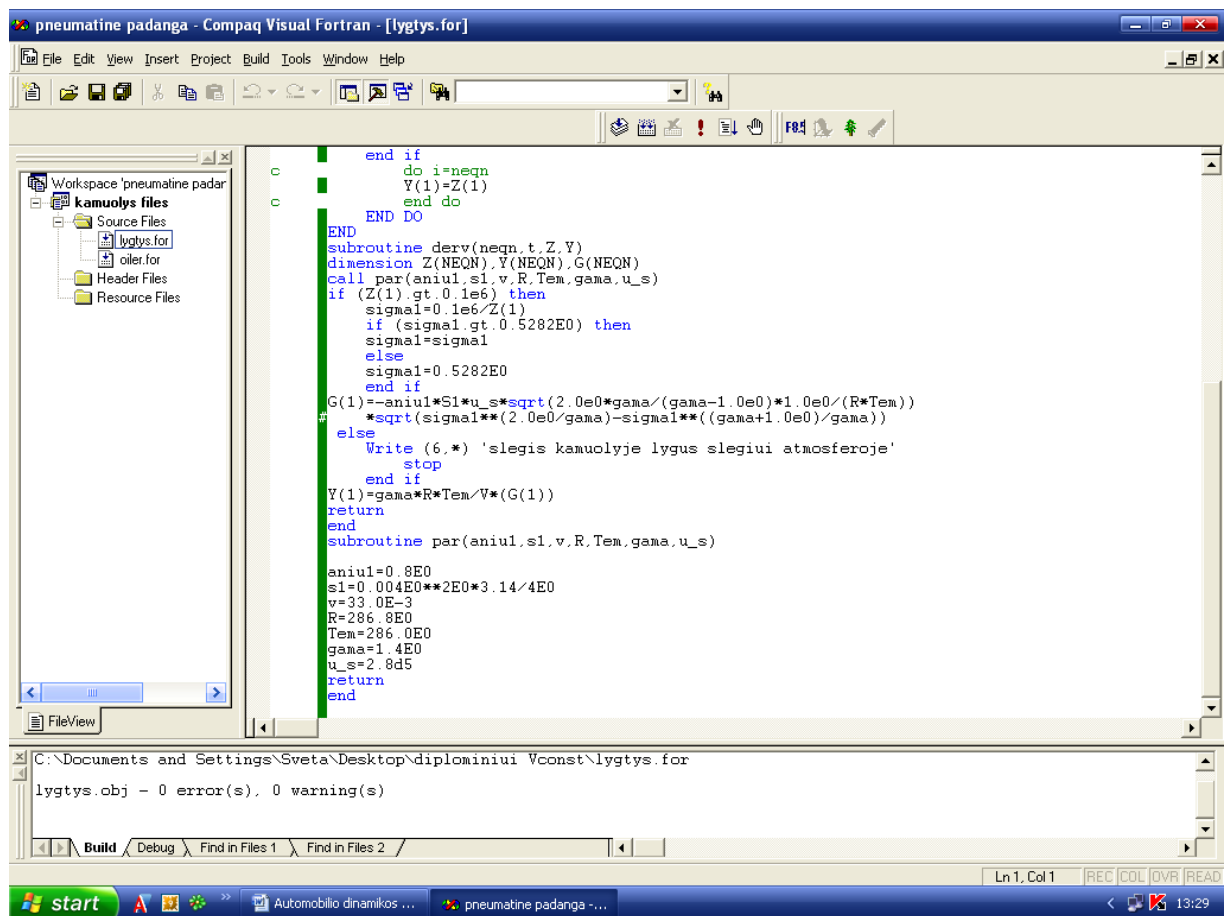 pneumatine padanga - Compaq Visual Fortran - [lygtys.for]
File Edit View Insert Project Build Tools Window Help
Workspace 'pneumatine padar
kamuolys files
Source Files
lygtys.for
oiler.for
Header Files
Resource Files
FileView
end if
c do i=neqn
Y(1)=Z(1)
c end do
END DO
END
subroutine derv(neqn,t,Z,Y)
dimension Z(NEQN),Y(NEQN),G(NEQN)
call par(aniu1,s1,v,R,Tem,gama,u_s)
if (Z(1).gt.0.1e6) then
sigma1=0.1e6/Z(1)
if (sigma1.gt.0.5282E0) then
sigma1=sigma1
else
sigma1=0.5282E0
end if
G(1)=-aniu1*S1*u_s*sqrt(2.0e0*gama/(gama-1.0e0)*1.0e0/(R*Tem))
# *sqrt(sigma1**(2.0e0/gama)-sigma1**((gama+1.0e0)/gama))
else
Write (6,*) 'slegis kamuolyje lygus slegiui atmosferoje'
stop
end if
Y(1)=gama*R*Tem/V*(G(1))
return
end
subroutine par(aniu1,s1,v,R,Tem,gama,u_s)
aniu1=0.8E0
s1=0.004E0**2E0*3.14/4E0
v=33.0E-3
R=286.8E0
Tem=286.0E0
gama=1.4E0
u_s=2.8d5
return
end
C:\Documents and Settings\Sveta\Desktop\diplominiui Vconst\lygtys.for
lygtys.obj - 0 error(s), 0 warning(s)
Build Debug Find in Files 1 Find in Files 2
Ln 1, Col 1 REC COL OVR READ
start Automobilio dinamikos ... pneumatine padanga -... 13:29